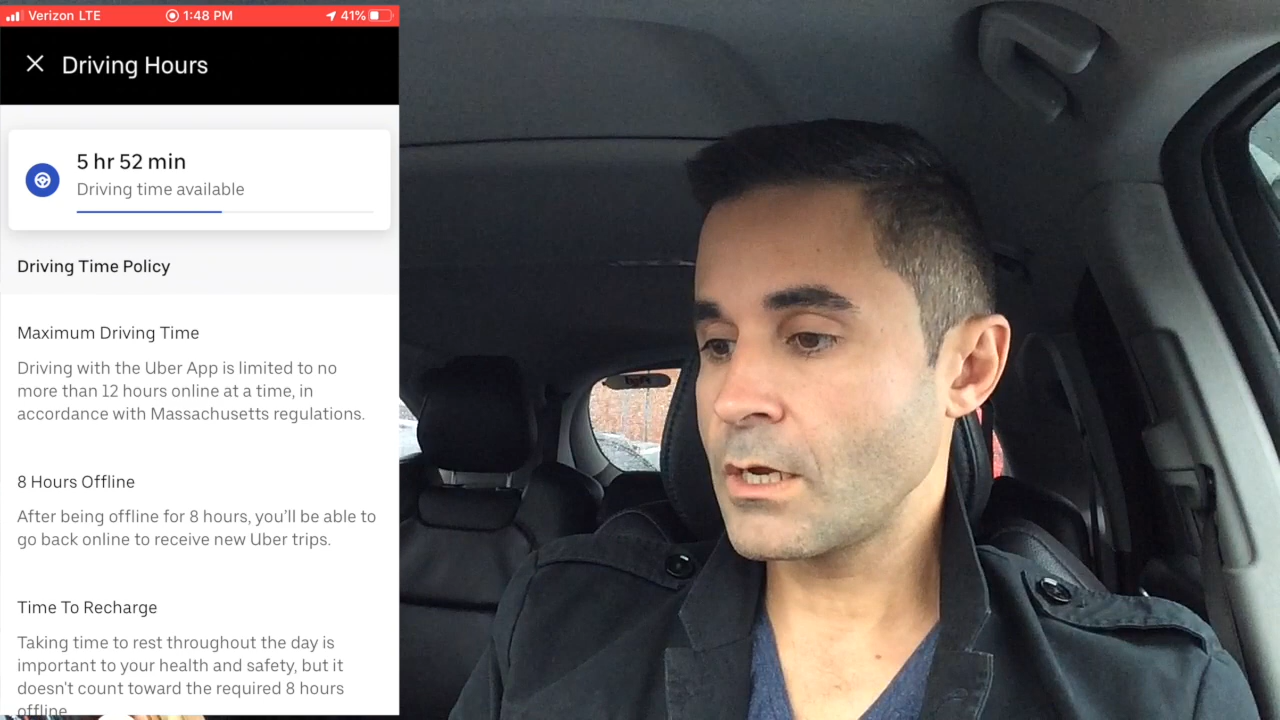 Verizon LTE 1:48 PM 41%
Driving Hours
5 hr 52 min
Driving time available
Driving Time Policy
Maximum Driving Time
Driving with the Uber App is limited to no
more than 12 hours online at a time, in
accordance with Massachusetts regulations.
8 Hours Offline
After being offline for 8 hours, you’ll be able to
go back online to receive new Uber trips.
Time To Recharge
Taking time to rest throughout the day is
important to your health and safety, but it
doesn't count toward the required 8 hours
offline